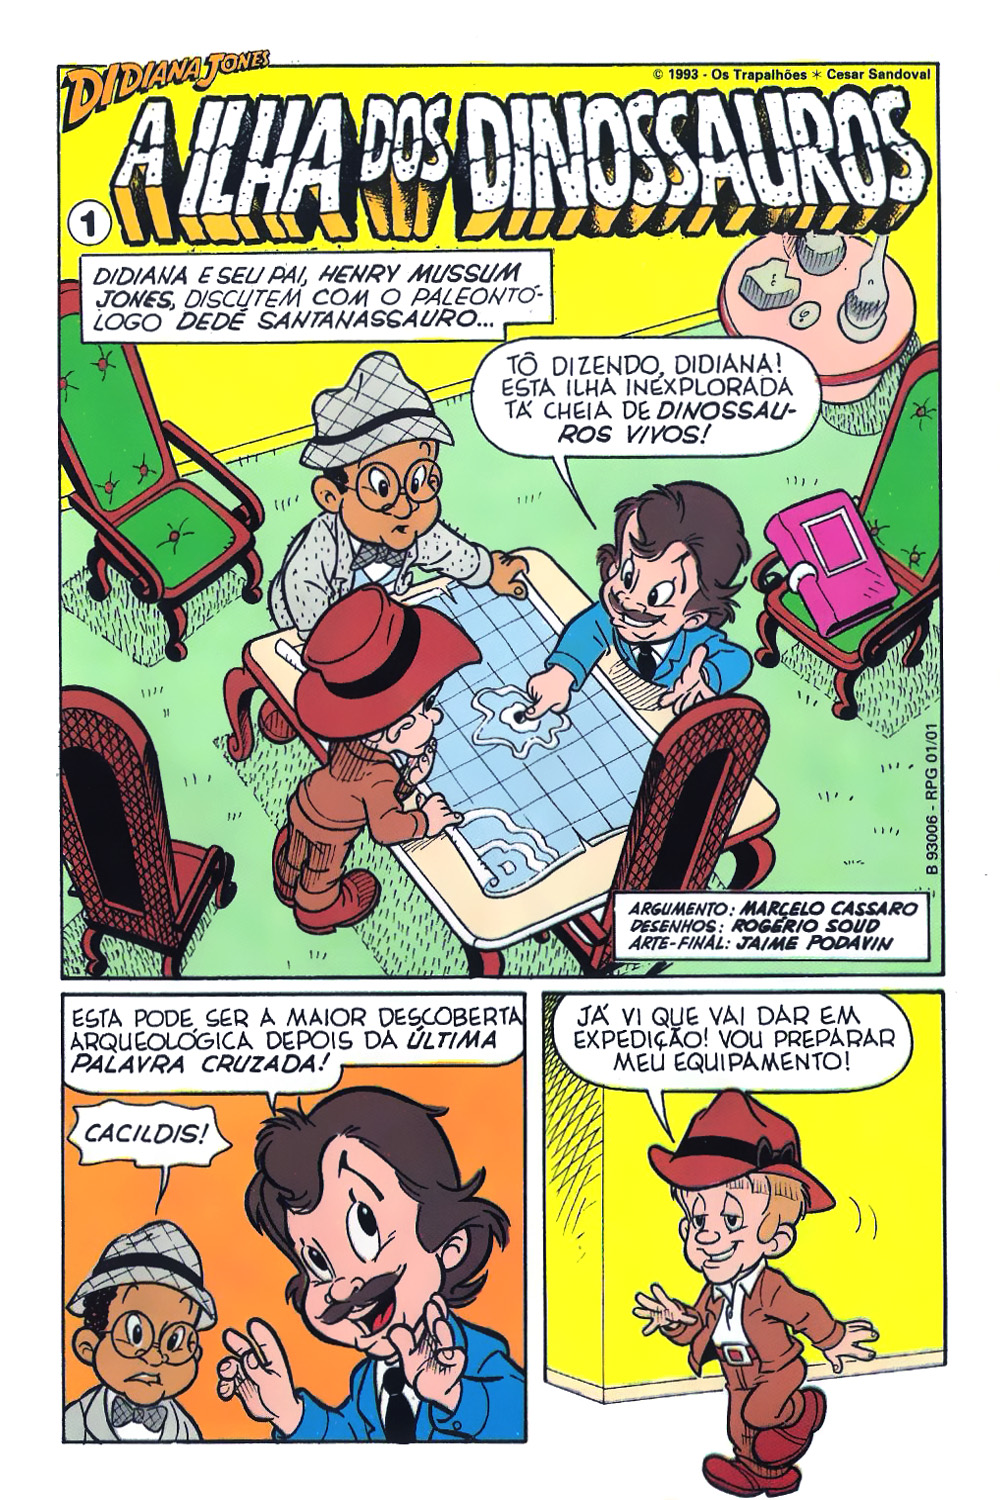 DIDIANA JONES
© 1993 - Os Trapalhões ✳ Cesar Sandoval
A ILHA DOS DINOSSAUROS
1
DIDIANA E SEU PAI, HENRY MUSSUM
JONES, DISCUTEM COM O PALEONTÓ-
LOGO DEDÉ SANTANASSAURO...
TÔ DIZENDO, DIDIANA!
ESTA ILHA INEXPLORADA
TÁ CHEIA DE DINOSSAU-
ROS VIVOS!
B 93006 - RPG 01/01
ARGUMENTO: MARCELO CASSARO
DESENHOS: ROGÉRIO SOUD
ARTE-FINAL: JAIME PODAVIN
ESTA PODE SER A MAIOR DESCOBERTA
ARQUEOLÓGICA DEPOIS DA ÚLTIMA
PALAVRA CRUZADA!
CACILDIS!
JÁ VI QUE VAI DAR EM
EXPEDIÇÃO! VOU PREPARAR
MEU EQUIPAMENTO!